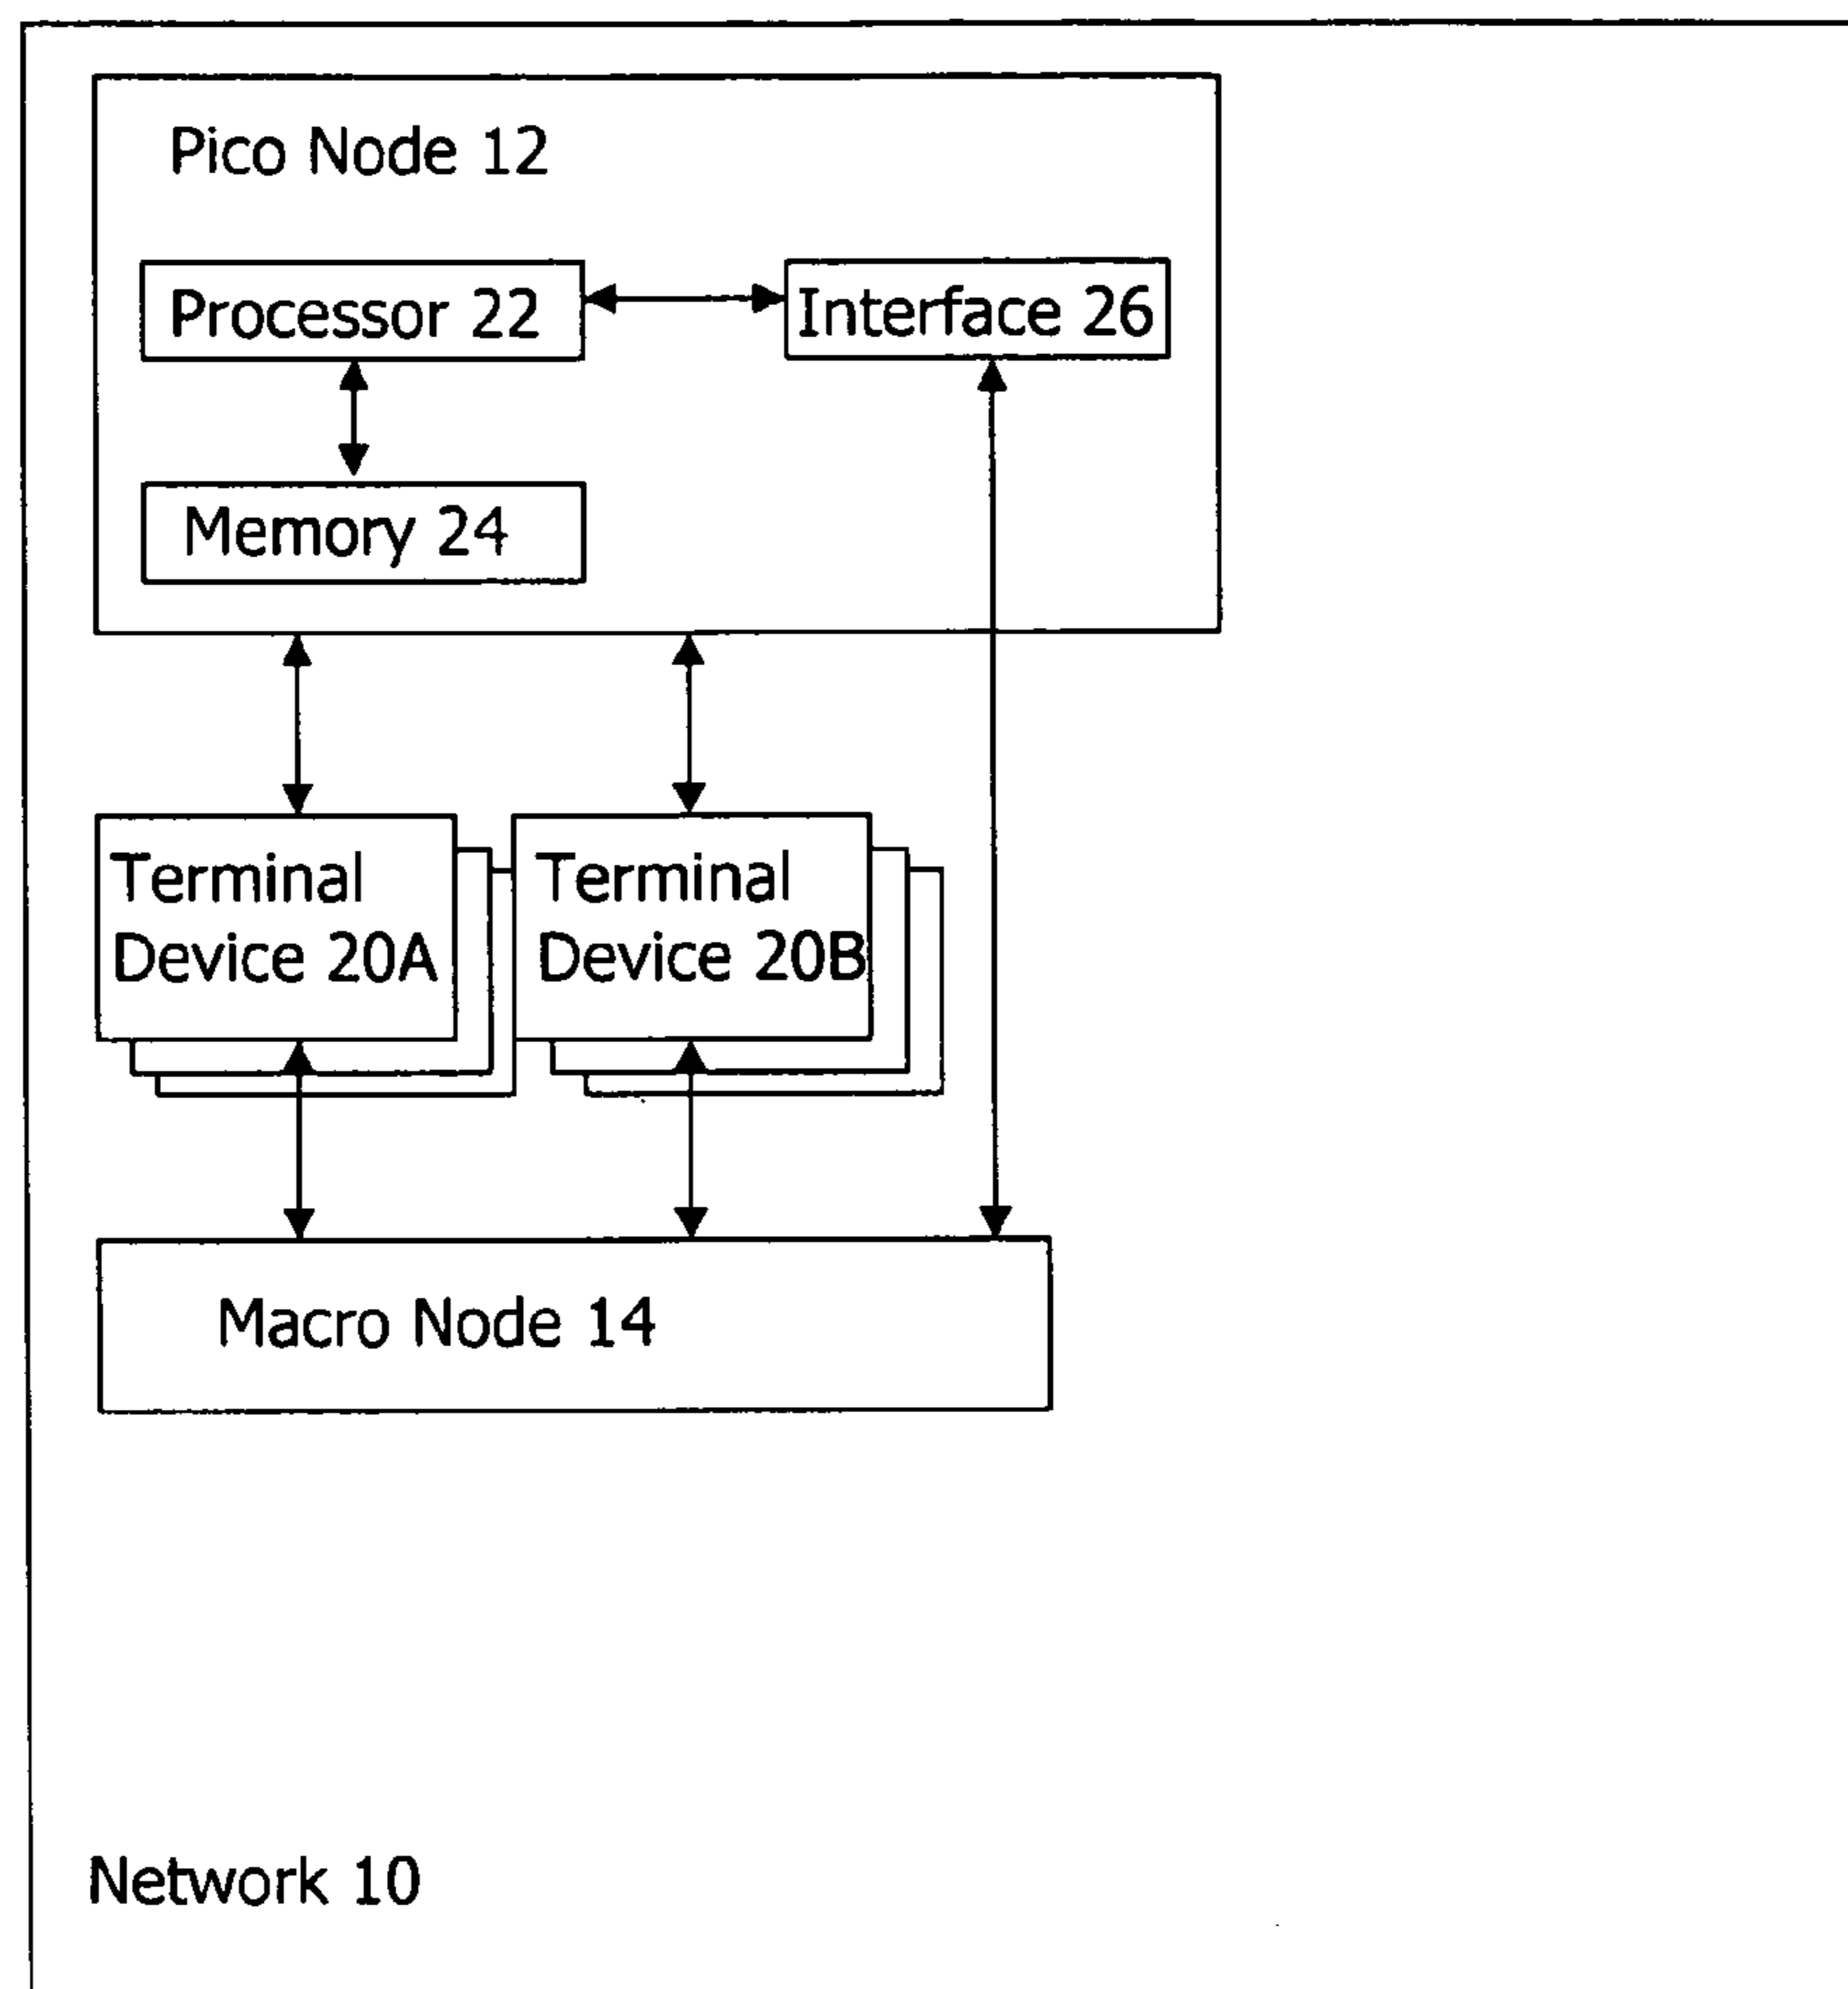 Pico Node 12
Processor 22
Interface 26
Memory 24
Terminal
Device 20A
Terminal
Device 20B
Macro Node 14
Network 10